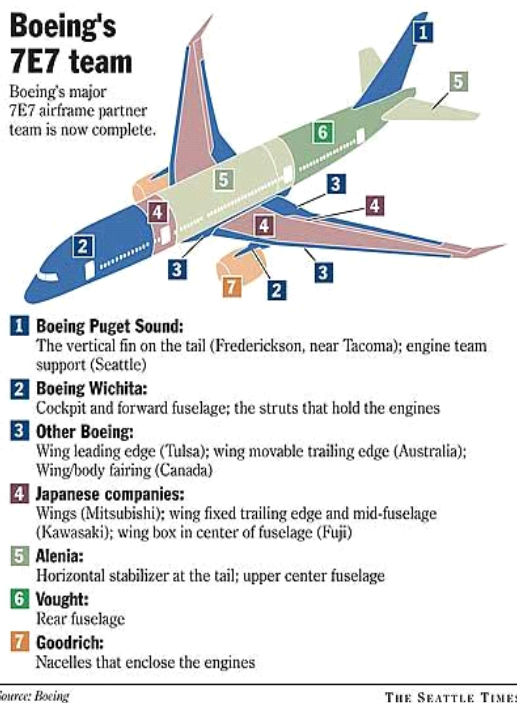 Boeing's
7E7 team
Boeing's major
7E7 airframe partner
team is now complete.
1
5
6
5
3
4
4
4
2
3
3
7
2
1 Boeing Puget Sound:
The vertical fin on the tail (Frederickson, near Tacoma); engine team
support (Seattle)
2 Boeing Wichita:
Cockpit and forward fuselage; the struts that hold the engines
3 Other Boeing:
Wing leading edge (Tulsa); wing movable trailing edge (Australia);
Wing/body fairing (Canada)
4 Japanese companies:
Wings (Mitsubishi); wing fixed trailing edge and mid-fuselage
(Kawasaki); wing box in center of fuselage (Fuji)
5 Alenia:
Horizontal stabilizer at the tail; upper center fuselage
6 Vought:
Rear fuselage
7 Goodrich:
Nacelles that enclose the engines
Source: Boeing
THE SEATTLE TIMES